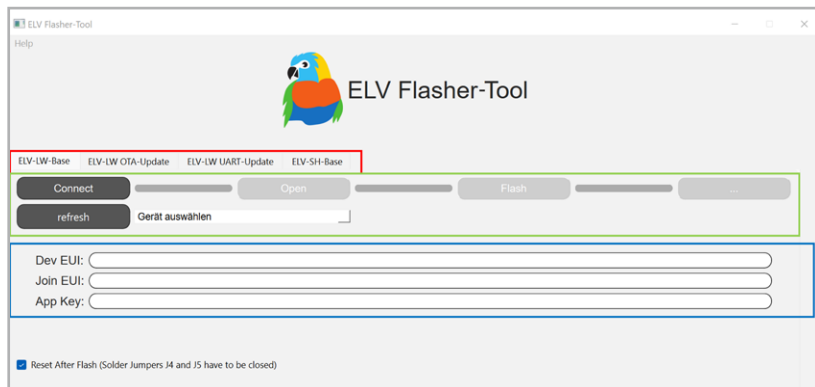 ELV Flasher-Tool
Help
ELV Flasher-Tool
ELV-LW-Base ELV-LW OTA-Update ELV-LW UART-Update ELV-SH-Base
Connect Open Flash ...
refresh Gerät auswählen
Dev EUI:
Join EUI:
App Key:
Reset After Flash (Solder Jumpers J4 and J5 have to be closed)